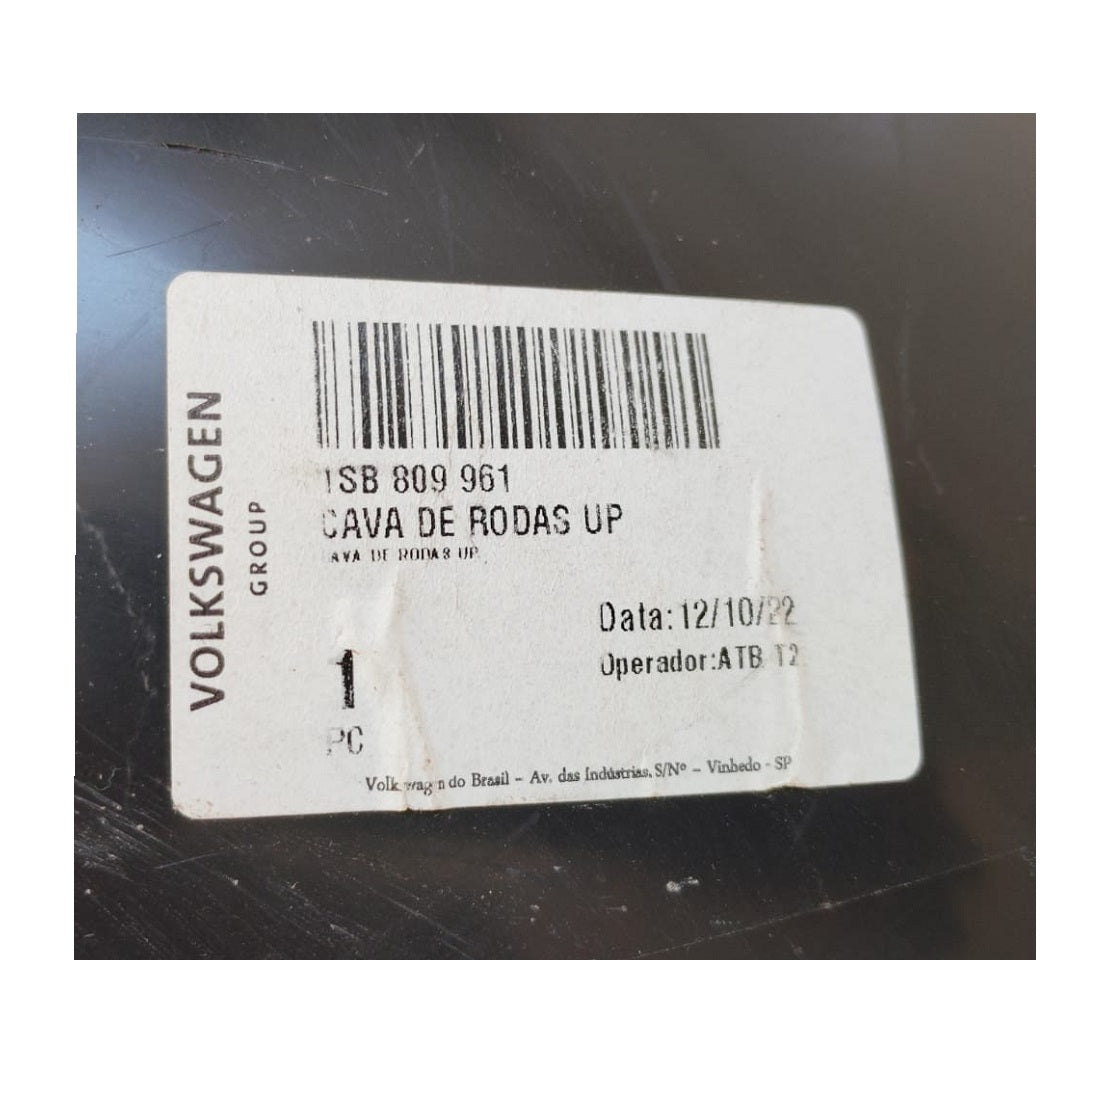 VOLKSWAGEN
GROUP
1SB 809 961
CAVA DE RODAS UP
CAVA DE RODAS UP
1
PC
Data:12/10/22
Operador:ATB T2
Volkswagen do Brasil - Av. das Indústrias, S/Nº - Vinhedo - SP